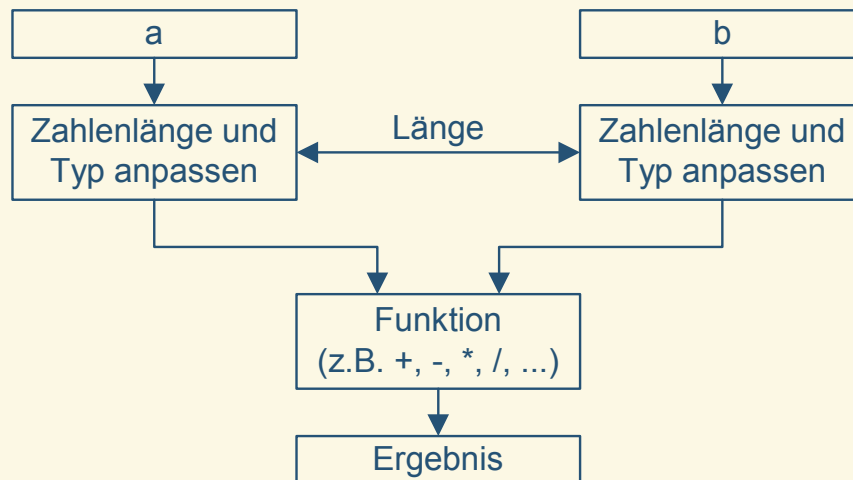 a
b
Zahlenlänge und
Typ anpassen
Länge
Zahlenlänge und
Typ anpassen
Funktion
(z.B. +, -, *, /, ...)
Ergebnis